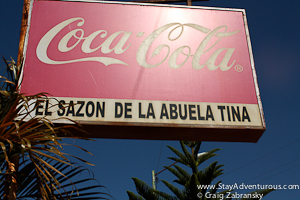 Coca-Cola®
EL SAZON DE LA ABUELA TINA
www.StayAdventurous.com
© Craig Zabransky